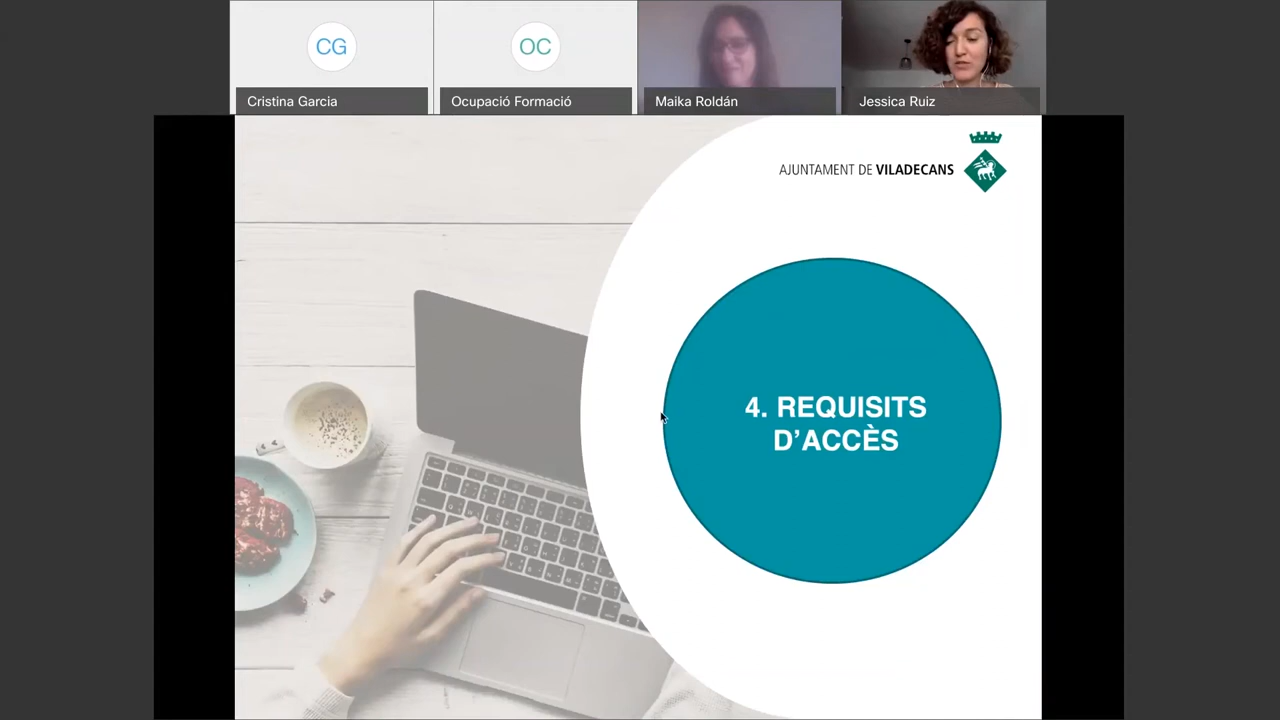 CG
OC
Cristina Garcia
Ocupació Formació
Maika Roldán
Jessica Ruiz
AJUNTAMENT DE VILADECANS
4. REQUISITS
D'ACCÈS